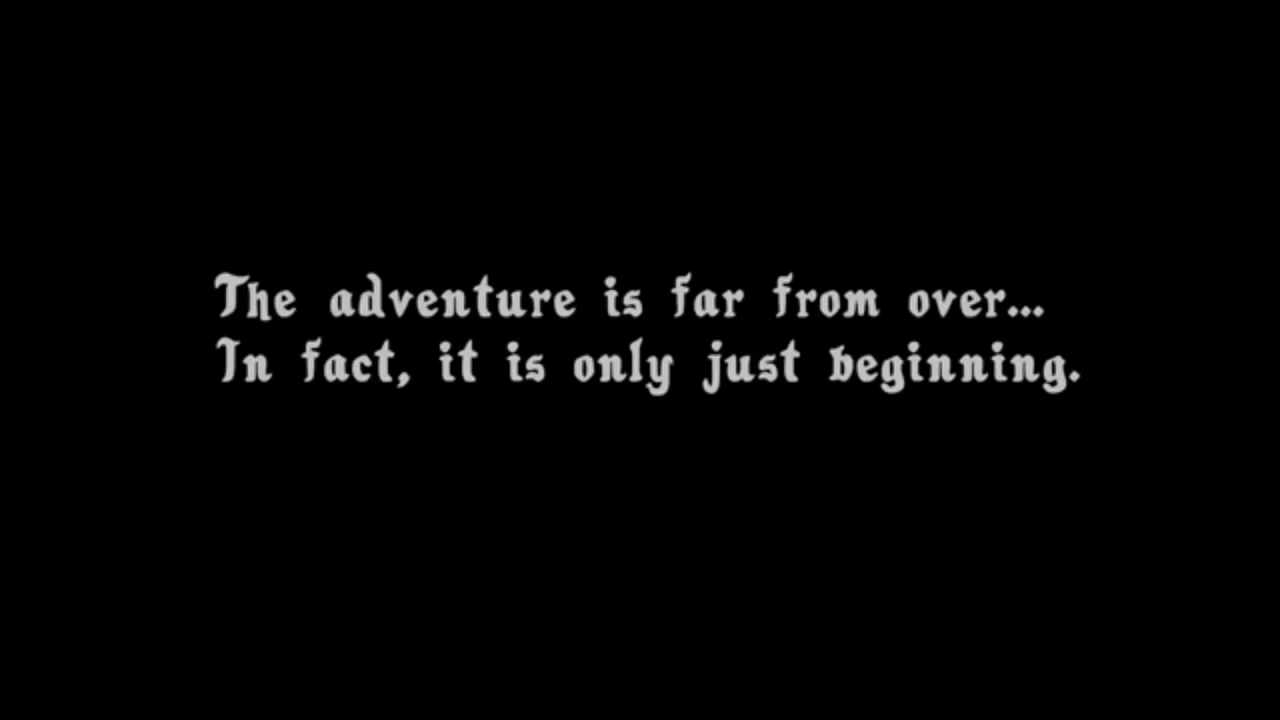 The adventure is far from over...
In fact, it is only just beginning.